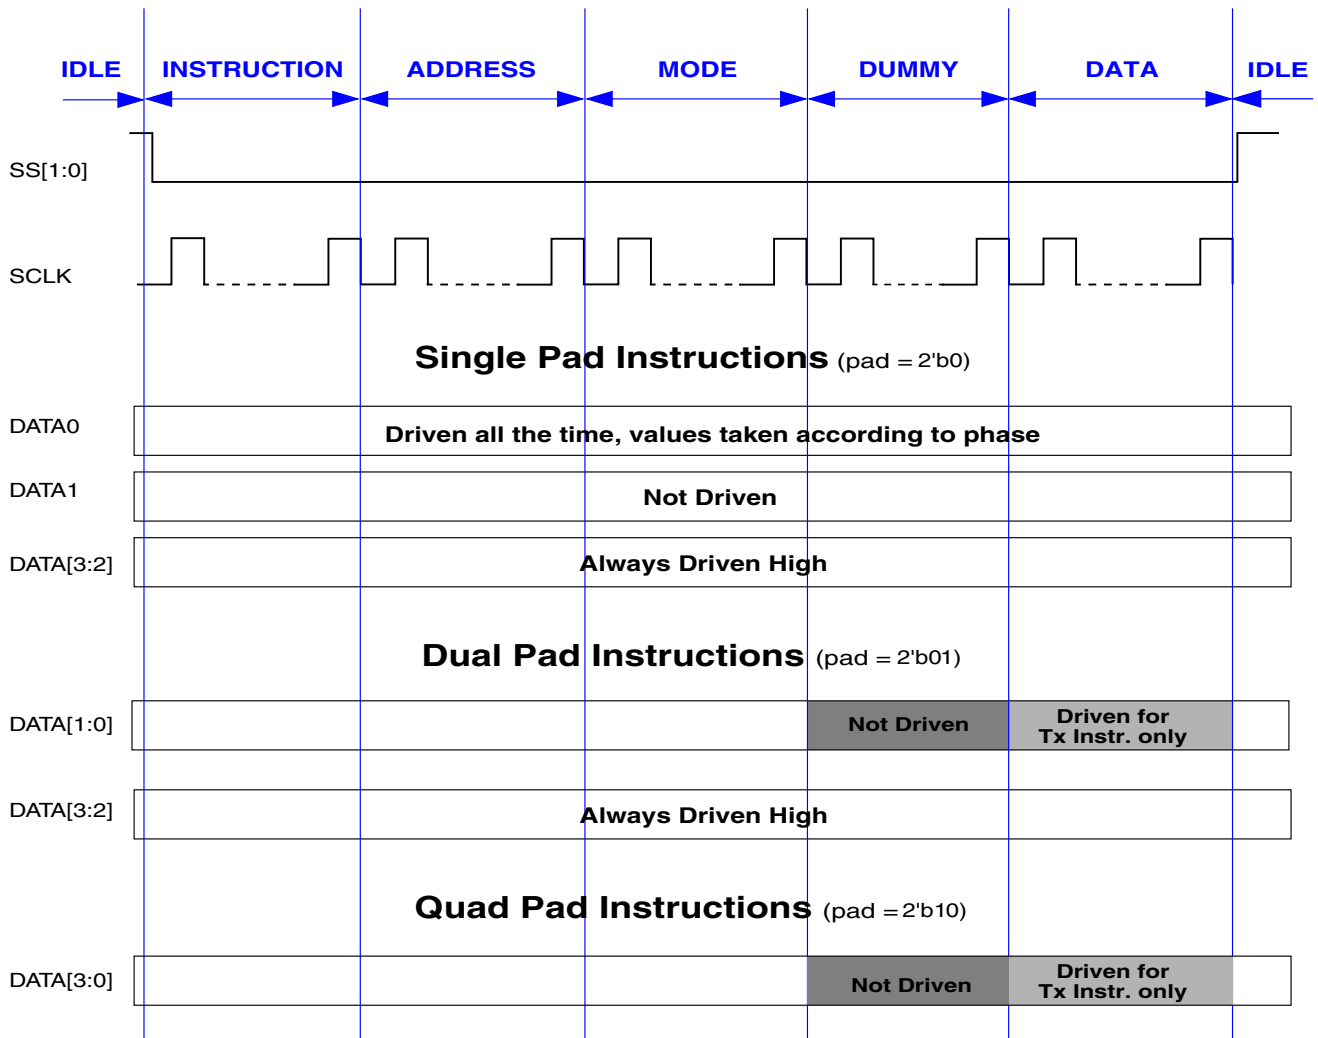 IDLE INSTRUCTION ADDRESS MODE DUMMY DATA IDLE
SS[1:0]
SCLK
Single Pad Instructions (pad = 2'b0)
DATA0 Driven all the time, values taken according to phase
DATA1 Not Driven
DATA[3:2] Always Driven High
Dual Pad Instructions (pad = 2'b01)
DATA[1:0] Not Driven Driven for
Tx Instr. only
DATA[3:2] Always Driven High
Quad Pad Instructions (pad = 2'b10)
DATA[3:0] Not Driven Driven for
Tx Instr. only